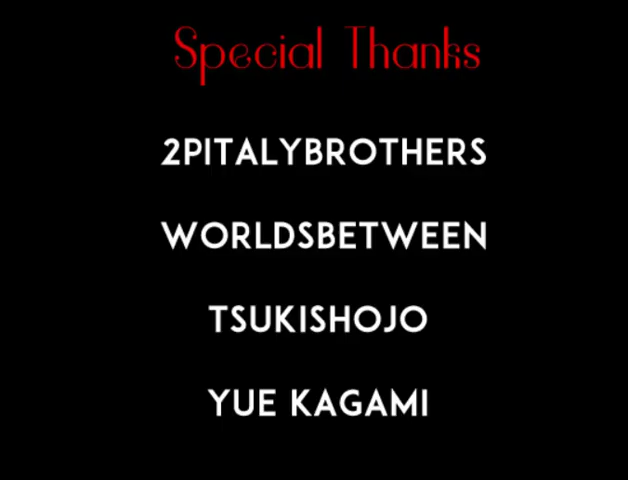 Special Thanks
2PITALYBROTHERS
WORLDSBETWEEN
TSUKISHOJO
YUE KAGAMI